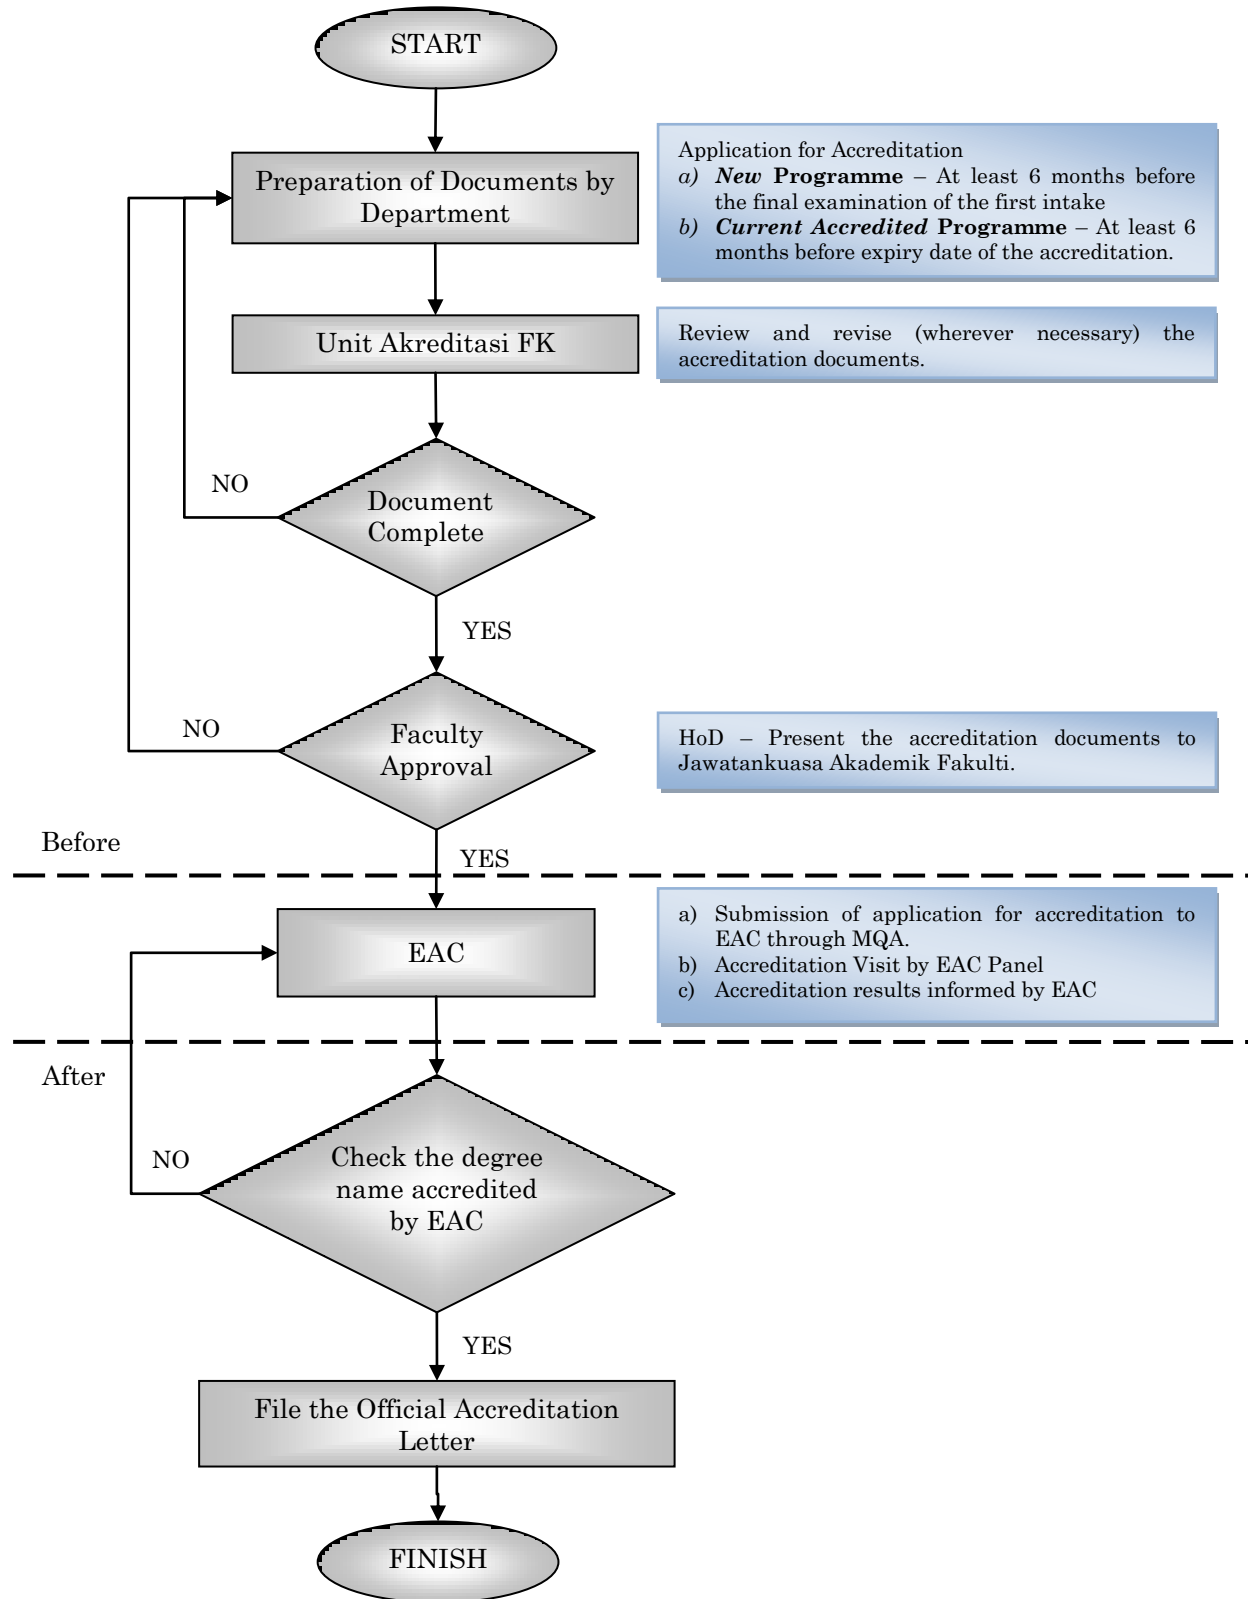 START
Preparation of Documents by
Department
Application for Accreditation
a) New Programme – At least 6 months before
the final examination of the first intake
b) Current Accredited Programme – At least 6
months before expiry date of the accreditation.
Unit Akreditasi FK
Review and revise (wherever necessary) the
accreditation documents.
NO
Document
Complete
YES
NO
Faculty
Approval
HoD – Present the accreditation documents to
Jawatankuasa Akademik Fakulti.
Before
YES
EAC
a) Submission of application for accreditation to
EAC through MQA.
b) Accreditation Visit by EAC Panel
c) Accreditation results informed by EAC
After
NO
Check the degree
name accredited
by EAC
YES
File the Official Accreditation
Letter
FINISH